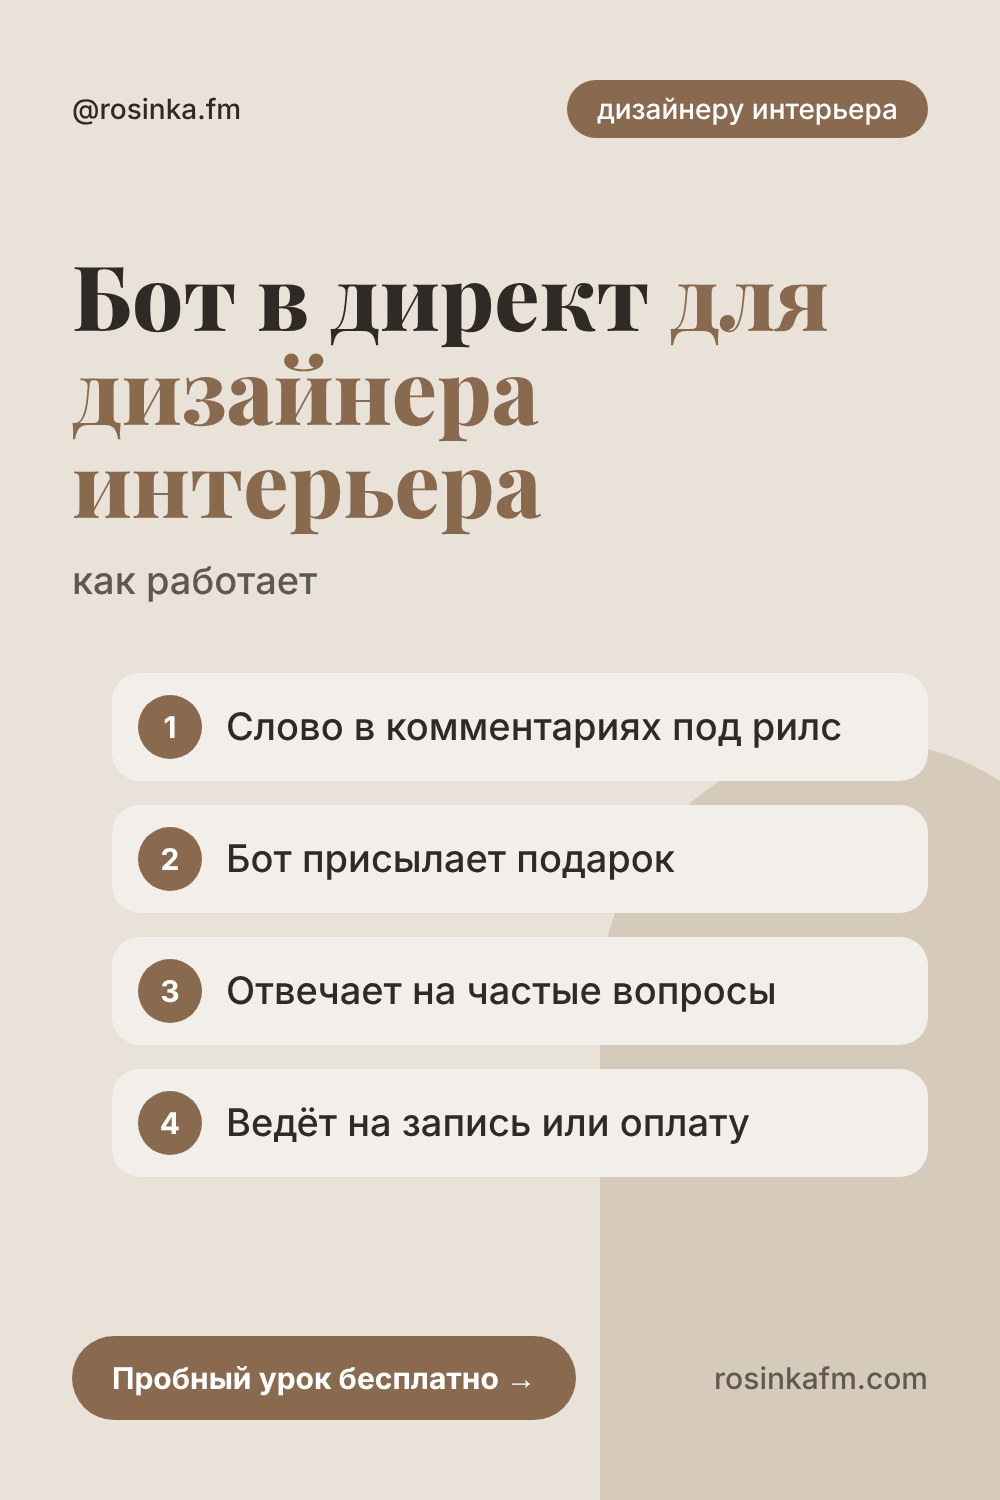 @rosinka.fm
дизайнеру интерьера
Бот в директ для
дизайнера
интерьера
как работает
1 Слово в комментариях под рилс
2 Бот присылает подарок
3 Отвечает на частые вопросы
4 Ведёт на запись или оплату
Пробный урок бесплатно →
rosinkafm.com